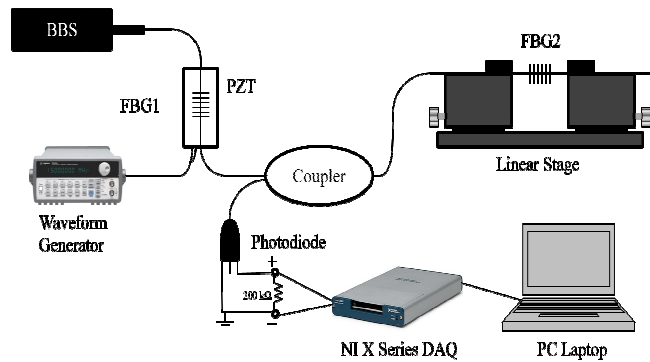 BBS
FBG2
FBG1
PZT
Coupler
Linear Stage
Waveform
Generator
Photodiode
+
200 kΩ
−
NI X Series DAQ
PC Laptop